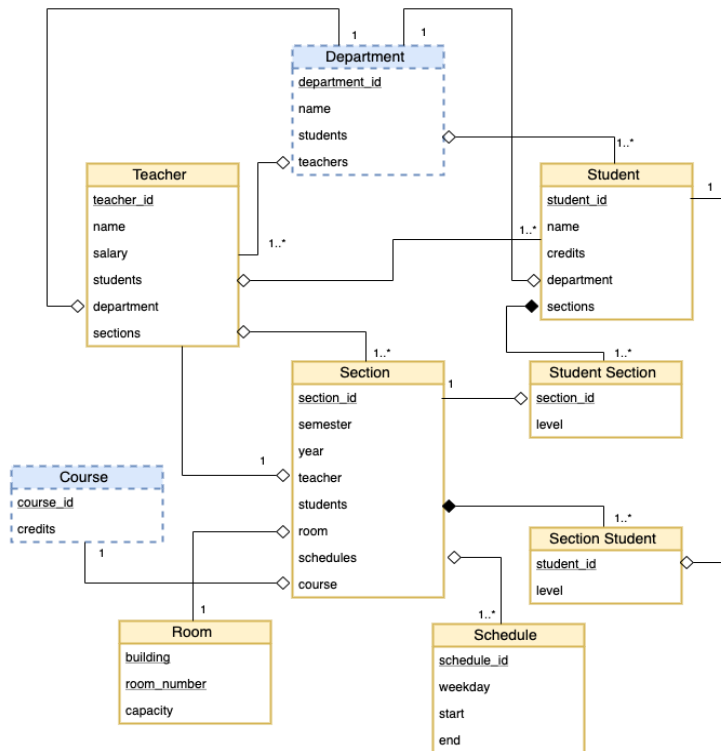 1
1
Department
department_id
name
students
teachers
1..*
Teacher
teacher_id
name
salary
students
department
sections
1..*
1..*
Student
student_id
name
credits
department
sections
1
1..*
Section
section_id
semester
year
teacher
students
room
schedules
course
1
1
1..*
Student Section
section_id
level
Course
course_id
credits
1
1..*
Section Student
student_id
level
1
Room
building
room_number
capacity
1..*
Schedule
schedule_id
weekday
start
end